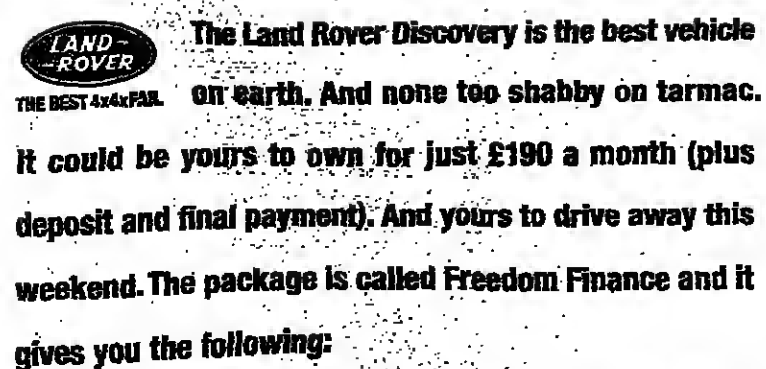 LAND-
-ROVER
THE BEST 4x4xFAR.
The Land Rover Discovery is the best vehicle
on earth. And none too shabby on tarmac.
It could be yours to own for just £190 a month (plus
deposit and final payment). And yours to drive away this
weekend. The package is called Freedom Finance and it
gives you the following: